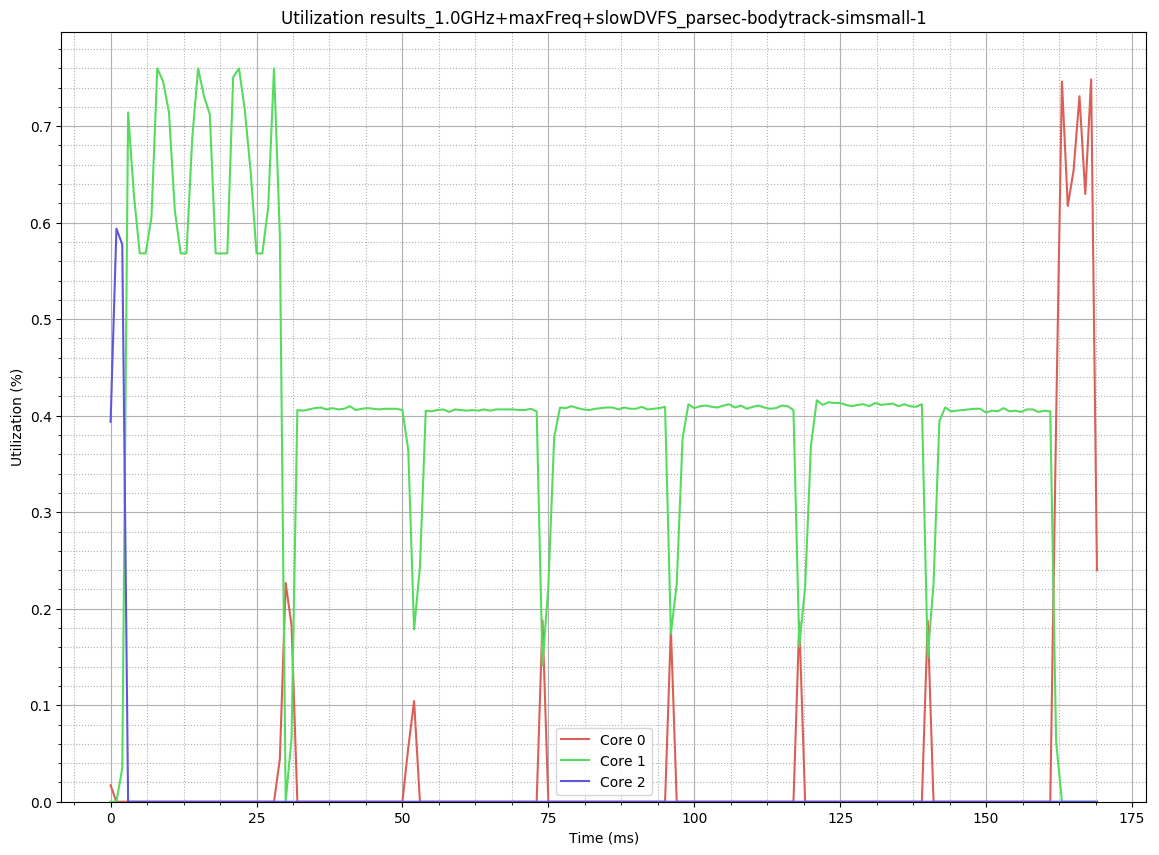 Utilization results_1.0GHz+maxFreq+slowDVFS_parsec-bodytrack-simsmall-1
Utilization (%)
0.7
0.6
0.5
0.4
0.3
0.2
0.1
0.0
Core 0
Core 1
Core 2
0 25 50 75 100 125 150 175
Time (ms)